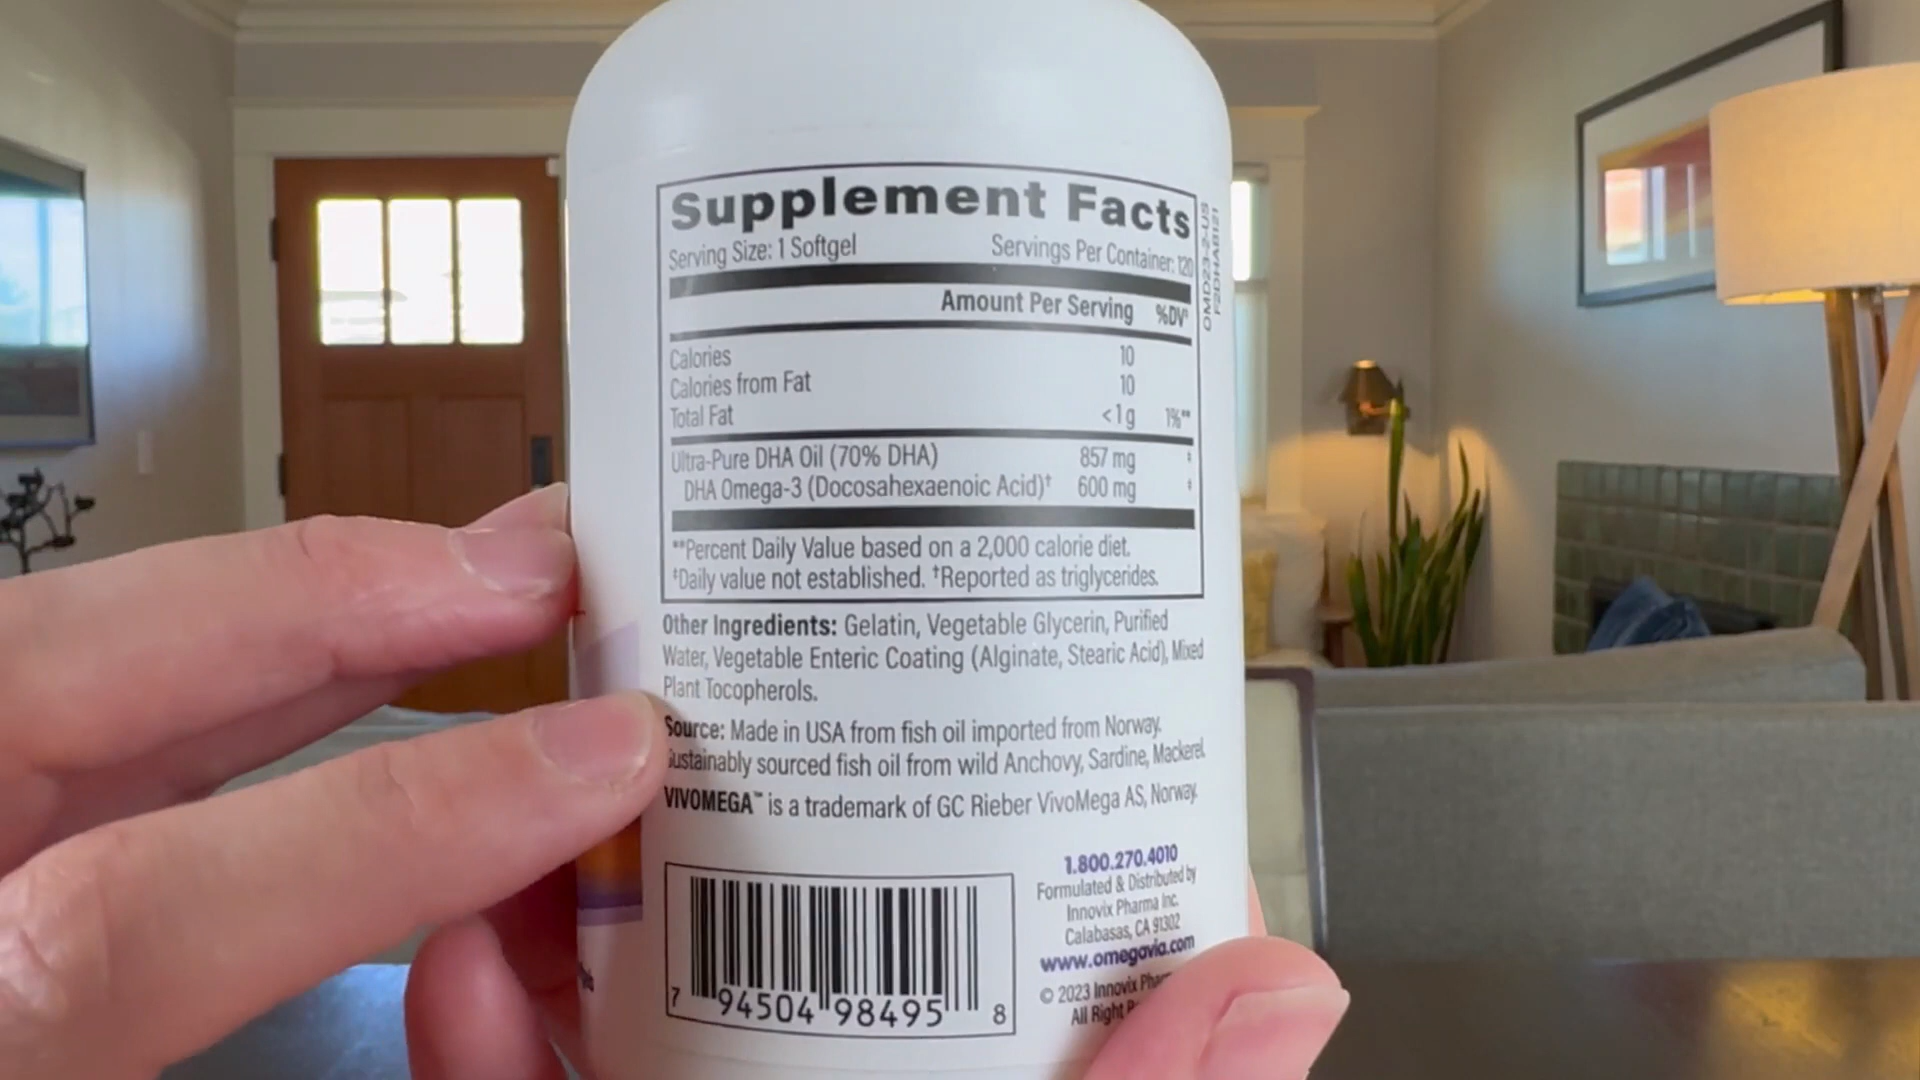 Supplement Facts
Serving Size: 1 Softgel Servings Per Container: 120
Amount Per Serving %DV
Calories 10
Calories from Fat 10
Total Fat <1 g 1%**
Ultra-Pure DHA Oil (70% DHA) 857 mg ‡
DHA Omega-3 (Docosahexaenoic Acid)† 600 mg ‡
**Percent Daily Value based on a 2,000 calorie diet.
‡Daily value not established. †Reported as triglycerides.
Other Ingredients: Gelatin, Vegetable Glycerin, Purified
Water, Vegetable Enteric Coating (Alginate, Stearic Acid), Mixed
Plant Tocopherols.
Source: Made in USA from fish oil imported from Norway.
Sustainably sourced fish oil from wild Anchovy, Sardine, Mackerel.
VIVOMEGA™ is a trademark of GC Rieber VivoMega AS, Norway.
1.800.270.4010
Formulated & Distributed by
Innovix Pharma Inc.
Calabasas, CA 91302
www.omegavia.com
© 2023 Innovix
All
7 94504 98495 8
OMD23-2-US